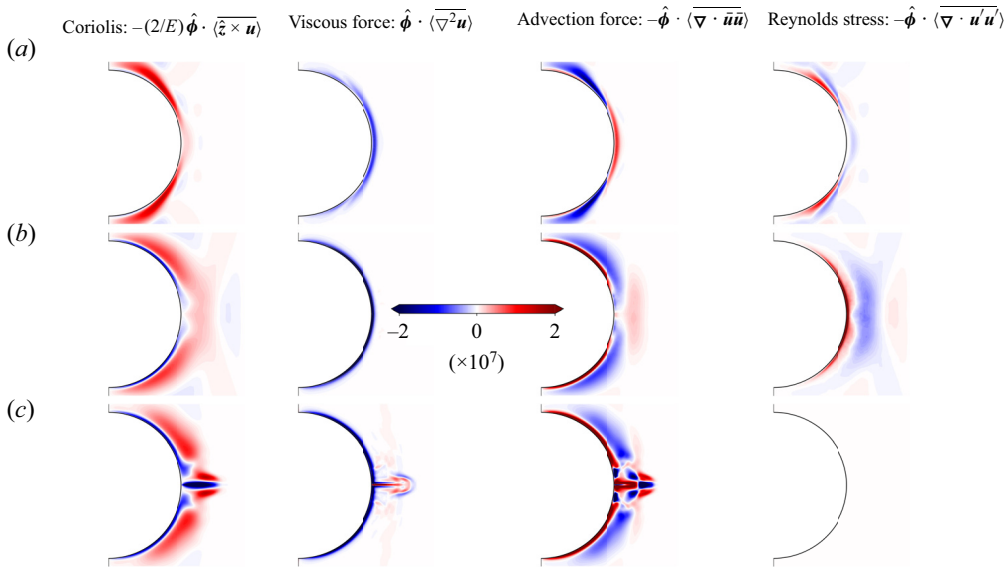 Coriolis: −(2/E) ϕ̂ · ⟨ẑ × u⟩ Viscous force: ϕ̂ · ⟨▽²u⟩ Advection force: −ϕ̂ · ⟨∇ · ūū⟩ Reynolds stress: −ϕ̂ · ⟨∇ · u′u′⟩
(a)
(b)
−2 0 2
(×10⁷)
(c)